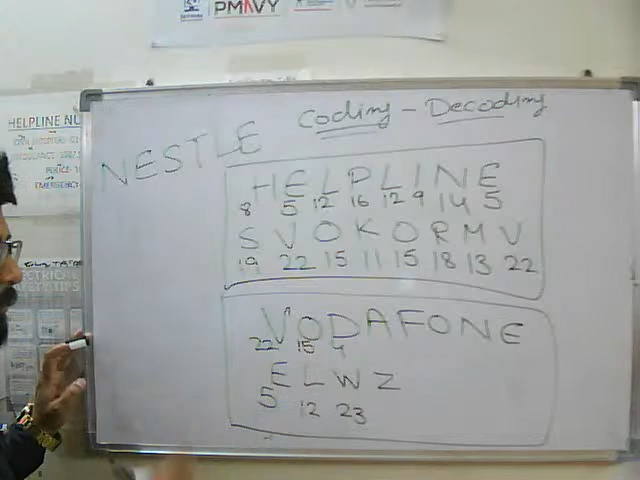 PMAVY
HELPLINE NU
Coding - Decoding
NESTLE
HELPLINE
8 5 12 16 12 9 14 5
SVOKORMV
19 22 15 11 15 18 13 22
VODAFONE
22 15 4
ELWZ
5 12 23